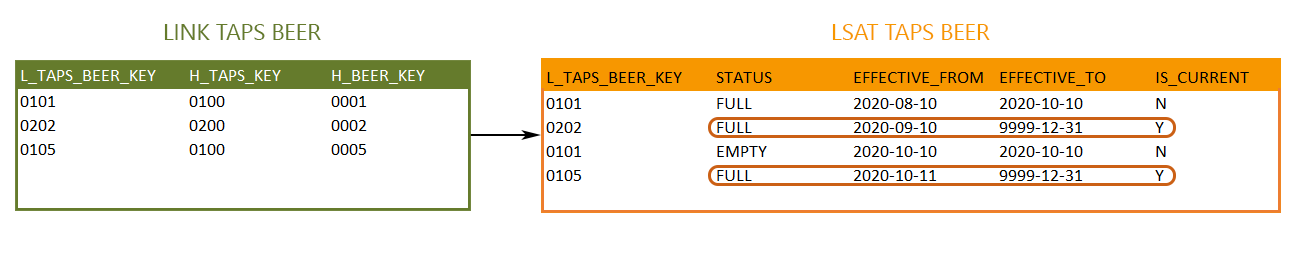 LINK TAPS BEER
L_TAPS_BEER_KEY H_TAPS_KEY H_BEER_KEY
0101 0100 0001
0202 0200 0002
0105 0100 0005
LSAT TAPS BEER
L_TAPS_BEER_KEY STATUS EFFECTIVE_FROM EFFECTIVE_TO IS_CURRENT
0101 FULL 2020-08-10 2020-10-10 N
0202 FULL 2020-09-10 9999-12-31 Y
0101 EMPTY 2020-10-10 2020-10-10 N
0105 FULL 2020-10-11 9999-12-31 Y